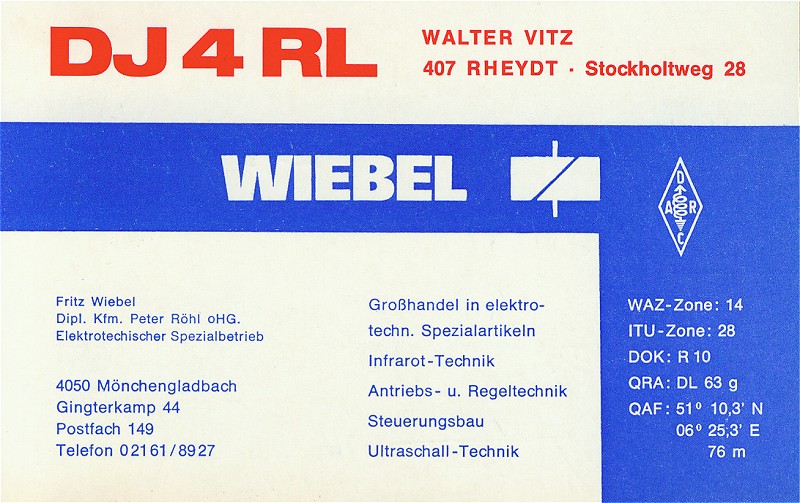 DJ 4 RL
WALTER VITZ
407 RHEYDT · Stockholtweg 28
WIEBEL
D
A R
C
Fritz Wiebel
Dipl. Kfm. Peter Röhl oHG.
Elektrotechischer Spezialbetrieb
4050 Mönchengladbach
Gingterkamp 44
Postfach 149
Telefon 02161/8927
Großhandel in elektro-
techn. Spezialartikeln
Infrarot-Technik
Antriebs- u. Regeltechnik
Steuerungsbau
Ultraschall-Technik
WAZ-Zone: 14
ITU-Zone: 28
DOK: R 10
QRA: DL 63 g
QAF: 51° 10,3' N
06° 25,3' E
76 m